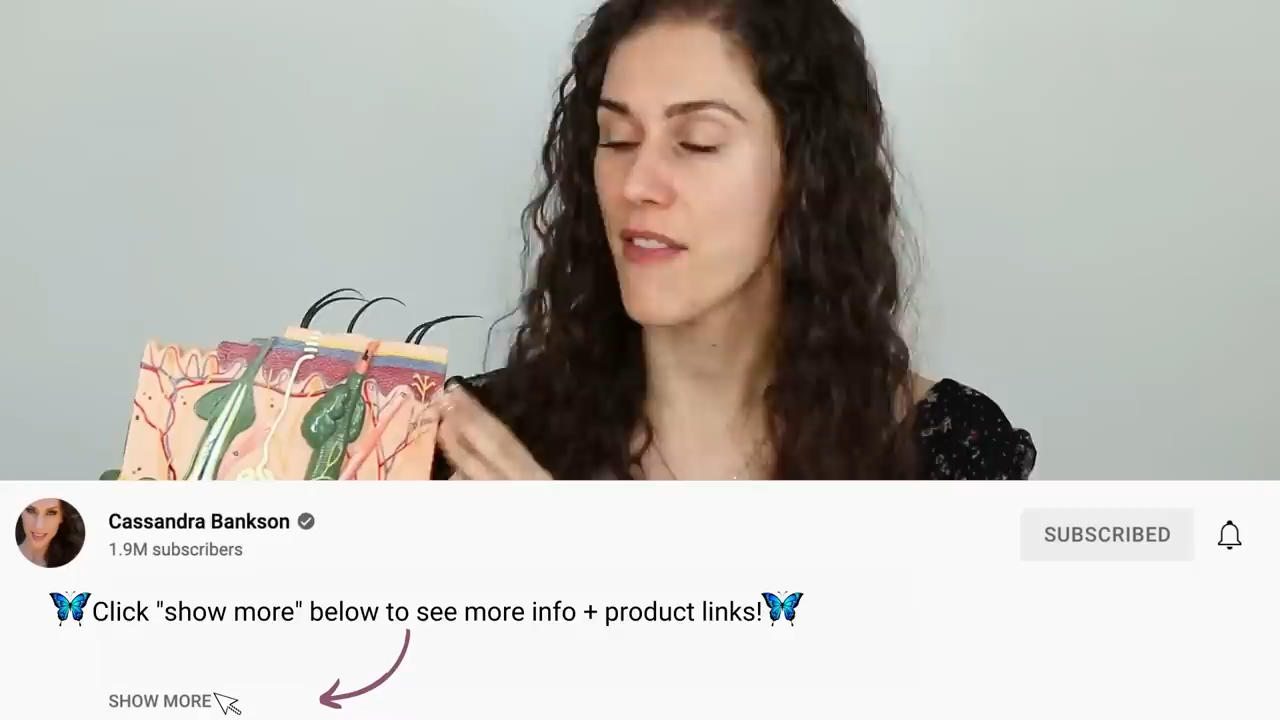 Cassandra Bankson
1.9M subscribers
SUBSCRIBED
Click "show more" below to see more info + product links!
SHOW MORE